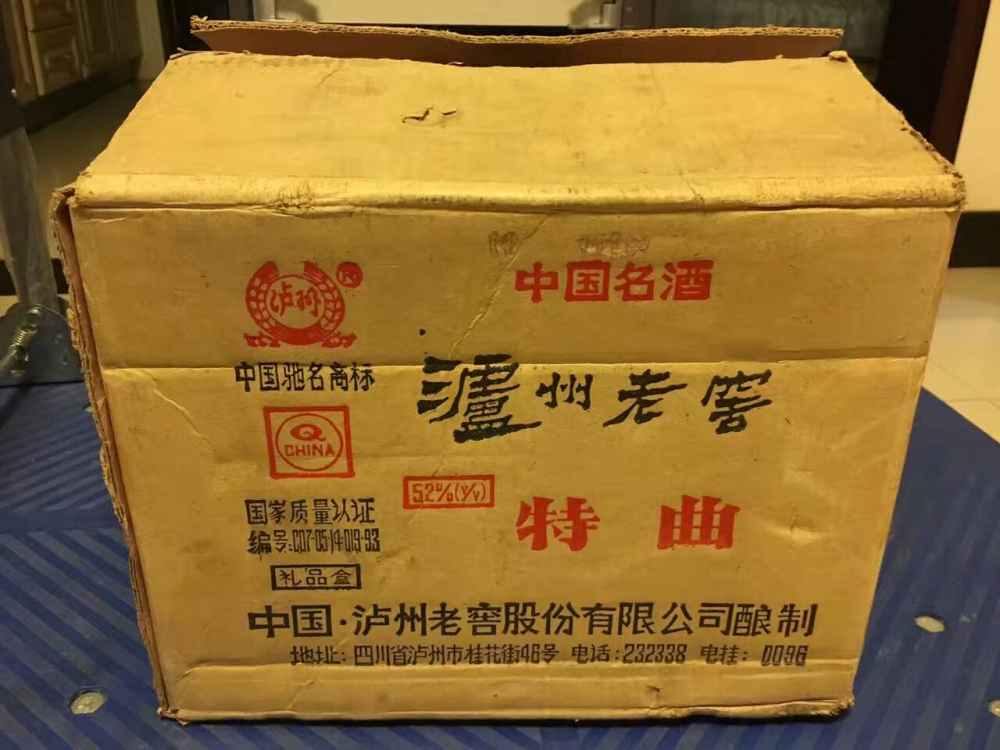 中国名酒
泸州
R
中国驰名商标
泸州老窖
Q
CHINA
52%(V/V)
特曲
国家质量认证
编号:C07-05-14-019-93
礼品盒
中国·泸州老窖股份有限公司酿制
地址:四川省泸州市桂花街46号 电话:232338 电挂:0096